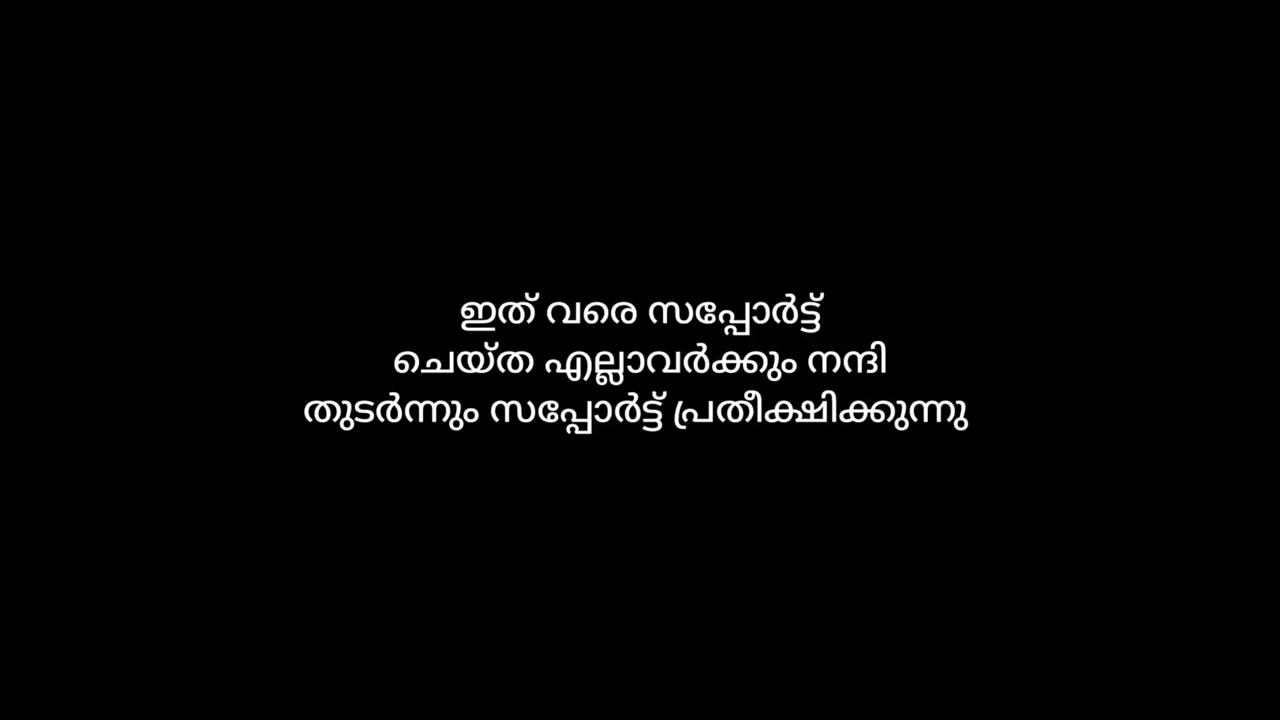 ഇത് വരെ സപ്പോർട്ട്
ചെയ്ത എല്ലാവർക്കും നന്ദി
തുടർന്നും സപ്പോർട്ട് പ്രതീക്ഷിക്കുന്നു